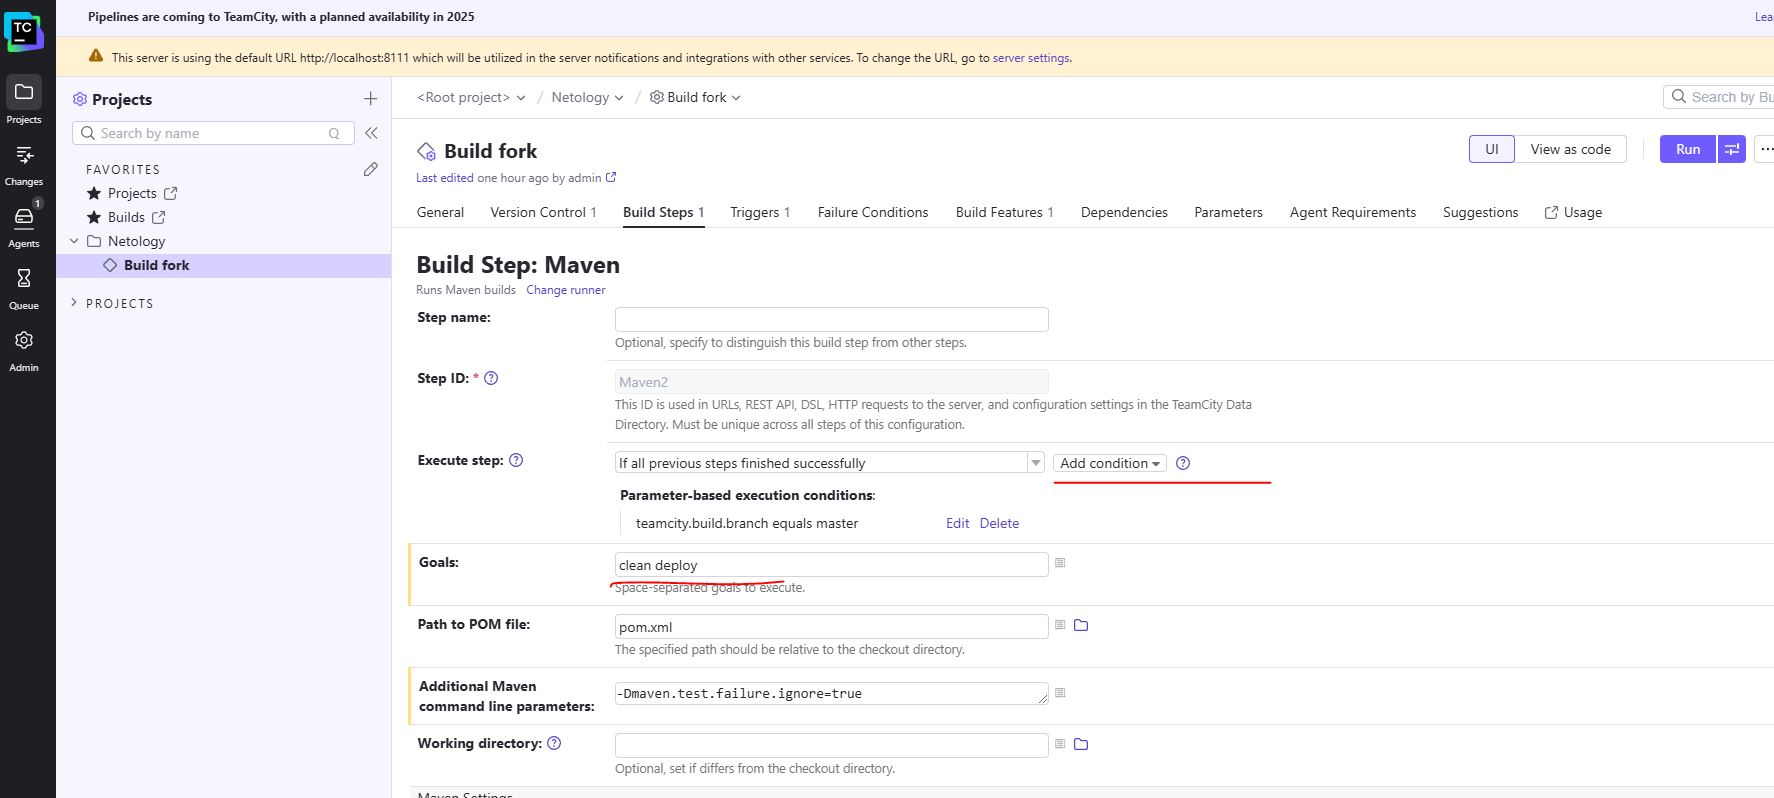 Pipelines are coming to TeamCity, with a planned availability in 2025
Lea
TC
This server is using the default URL http://localhost:8111 which will be utilized in the server notifications and integrations with other services. To change the URL, go to server settings.
Projects
Changes
1
Agents
Queue
Admin
Projects
Search by name
Q
FAVORITES
Projects
Builds
Netology
Build fork
PROJECTS
<Root project> / Netology / Build fork
Search by Bu
Build fork
UI View as code Run
Last edited one hour ago by admin
General Version Control 1 Build Steps 1 Triggers 1 Failure Conditions Build Features 1 Dependencies Parameters Agent Requirements Suggestions Usage
Build Step: Maven
Runs Maven builds Change runner
Step name:
Optional, specify to distinguish this build step from other steps.
Step ID: * Maven2
This ID is used in URLs, REST API, DSL, HTTP requests to the server, and configuration settings in the TeamCity Data
Directory. Must be unique across all steps of this configuration.
Execute step: If all previous steps finished successfully Add condition
Parameter-based execution conditions:
teamcity.build.branch equals master Edit Delete
Goals: clean deploy
Space-separated goals to execute.
Path to POM file: pom.xml
The specified path should be relative to the checkout directory.
Additional Maven
command line parameters:
-Dmaven.test.failure.ignore=true
Working directory:
Optional, set if differs from the checkout directory.
Maven Settings